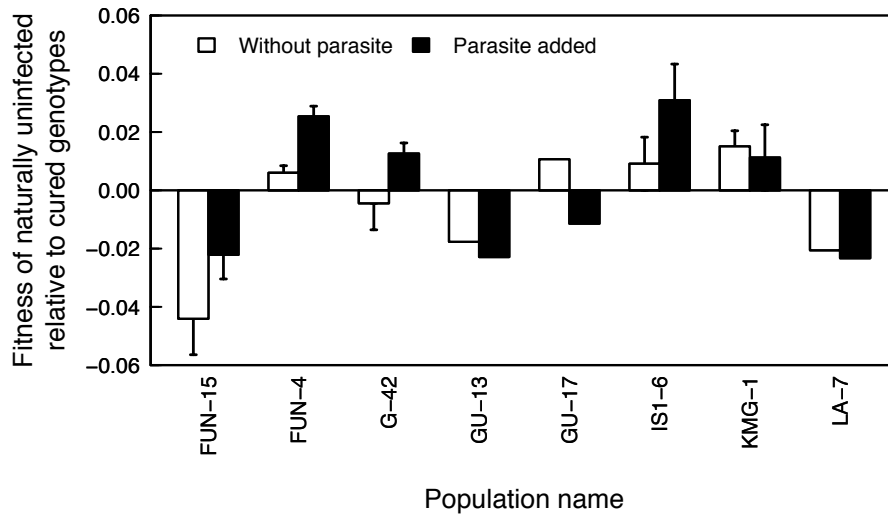 Fitness of naturally uninfected
relative to cured genotypes
0.06
0.04
0.02
0.00
−0.02
−0.04
−0.06
Without parasite
Parasite added
FUN−15
FUN−4
G−42
GU−13
GU−17
IS1−6
KMG−1
LA−7
Population name